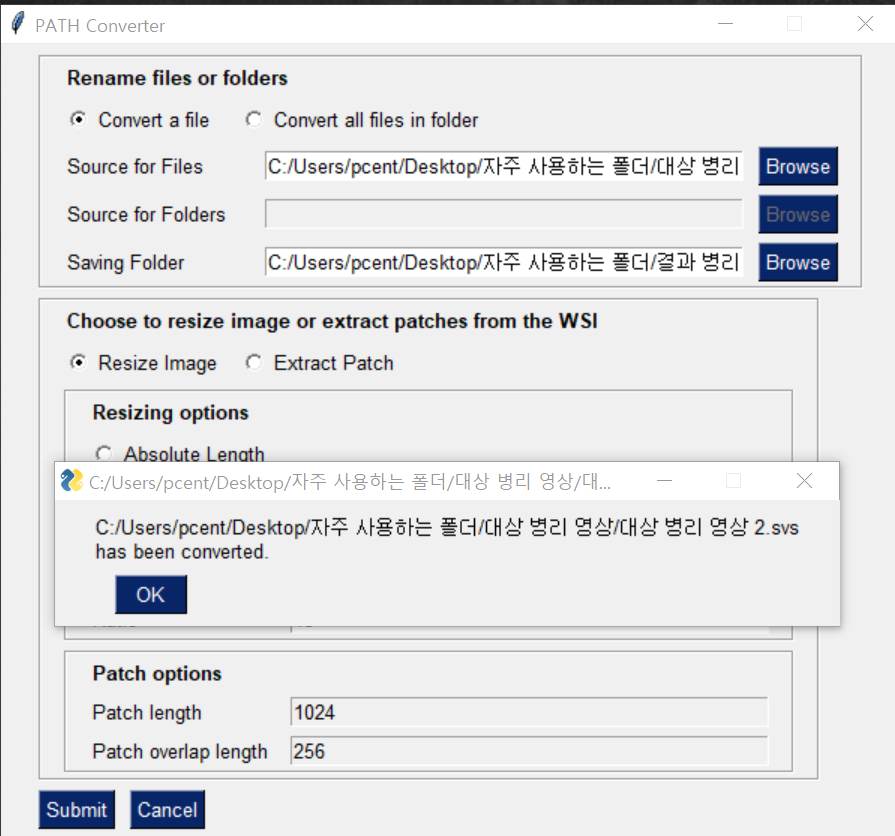 PATH Converter
Rename files or folders
Convert a file Convert all files in folder
Source for Files C:/Users/pcent/Desktop/자주 사용하는 폴더/대상 병리 Browse
Source for Folders Browse
Saving Folder C:/Users/pcent/Desktop/자주 사용하는 폴더/결과 병리 Browse
Choose to resize image or extract patches from the WSI
Resize Image Extract Patch
Resizing options
Absolute Length
C:/Users/pcent/Desktop/자주 사용하는 폴더/대상 병리 영상/대...
C:/Users/pcent/Desktop/자주 사용하는 폴더/대상 병리 영상/대상 병리 영상 2.svs
has been converted.
OK
Patch options
Patch length 1024
Patch overlap length 256
Submit Cancel